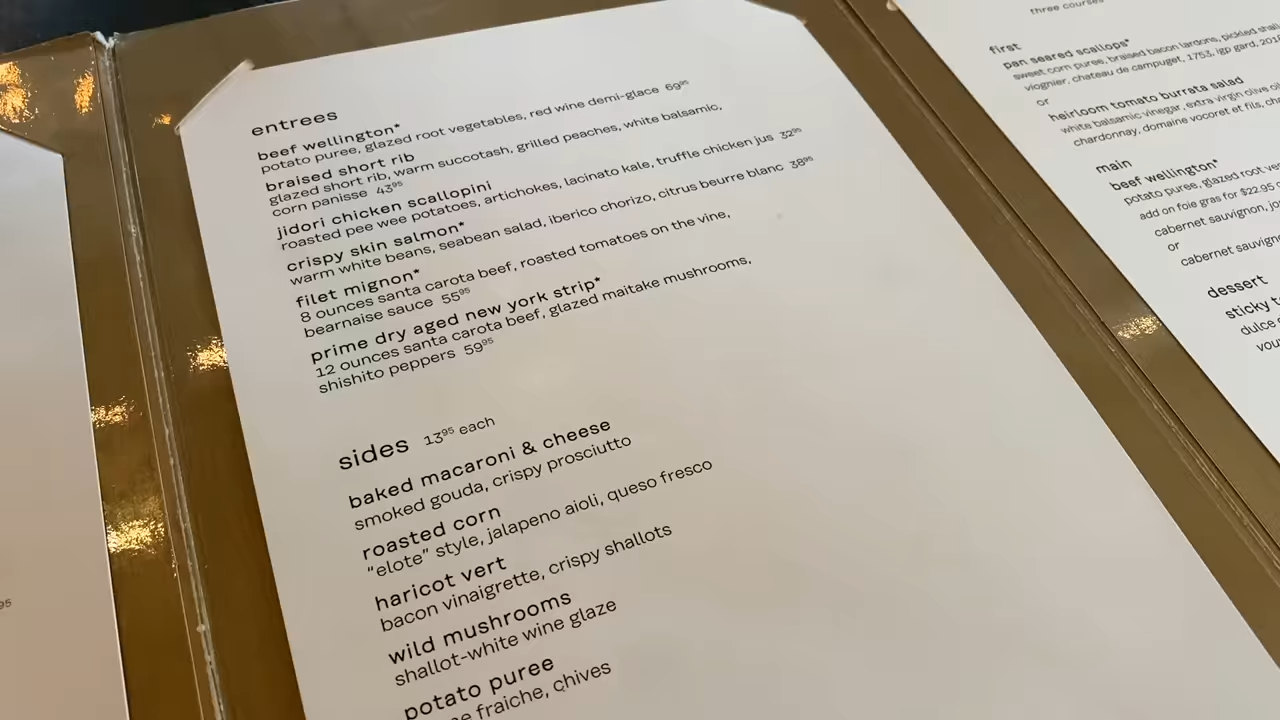 entrees
beef wellington*
potato puree, glazed root vegetables, red wine demi-glace 69⁹⁵
braised short rib
glazed short rib, warm succotash, grilled peaches, white balsamic,
corn panisse 43⁹⁵
jidori chicken scallopini
roasted pee wee potatoes, artichokes, lacinato kale, truffle chicken jus 32⁹⁵
crispy skin salmon*
warm white beans, seabean salad, iberico chorizo, citrus beurre blanc 38⁹⁵
filet mignon*
8 ounces santa carota beef, roasted tomatoes on the vine,
bearnaise sauce 55⁹⁵
prime dry aged new york strip*
12 ounces santa carota beef, glazed maitake mushrooms,
shishito peppers 59⁹⁵
sides 13⁹⁵ each
baked macaroni & cheese
smoked gouda, crispy prosciutto
roasted corn
"elote" style, jalapeno aioli, queso fresco
haricot vert
bacon vinaigrette, crispy shallots
wild mushrooms
shallot-white wine glaze
potato puree
fraiche, chives
three courses
first
pan seared scallops*
sweet corn puree, braised bacon lardons, pickled
viognier, chateau de campuget, 1753, igp gard,
or
heirloom tomato burrata salad
white balsamic vinegar, extra virgin olive
chardonnay, domaine vocoret et fils,
main
beef wellington*
potato puree, glazed root
add on foie gras for $22.95
cabernet sauvignon,
or
cabernet
dessert
sticky
dulce
95